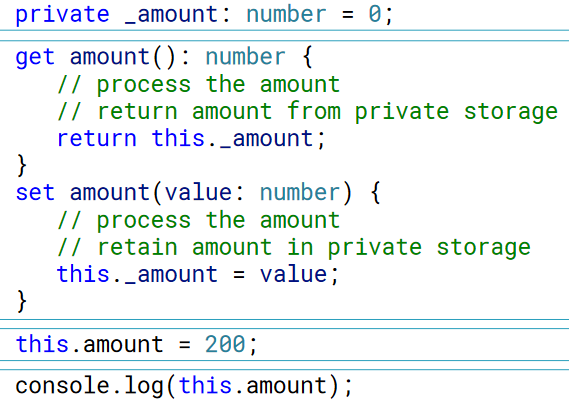 private _amount: number = 0;
get amount(): number {
   // process the amount
   // return amount from private storage
   return this._amount;
}
set amount(value: number) {
   // process the amount
   // retain amount in private storage
   this._amount = value;
}
this.amount = 200;
console.log(this.amount);